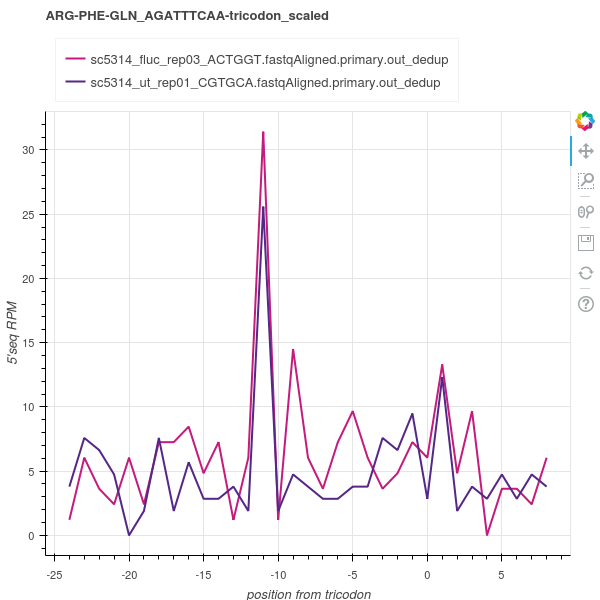 ARG-PHE-GLN_AGATTTCAA-tricodon_scaled
sc5314_fluc_rep03_ACTGGT.fastqAligned.primary.out_dedup
sc5314_ut_rep01_CGTGCA.fastqAligned.primary.out_dedup
30
25
20
15
10
5
0
5'seq RPM
-25 -20 -15 -10 -5 0 5
position from tricodon